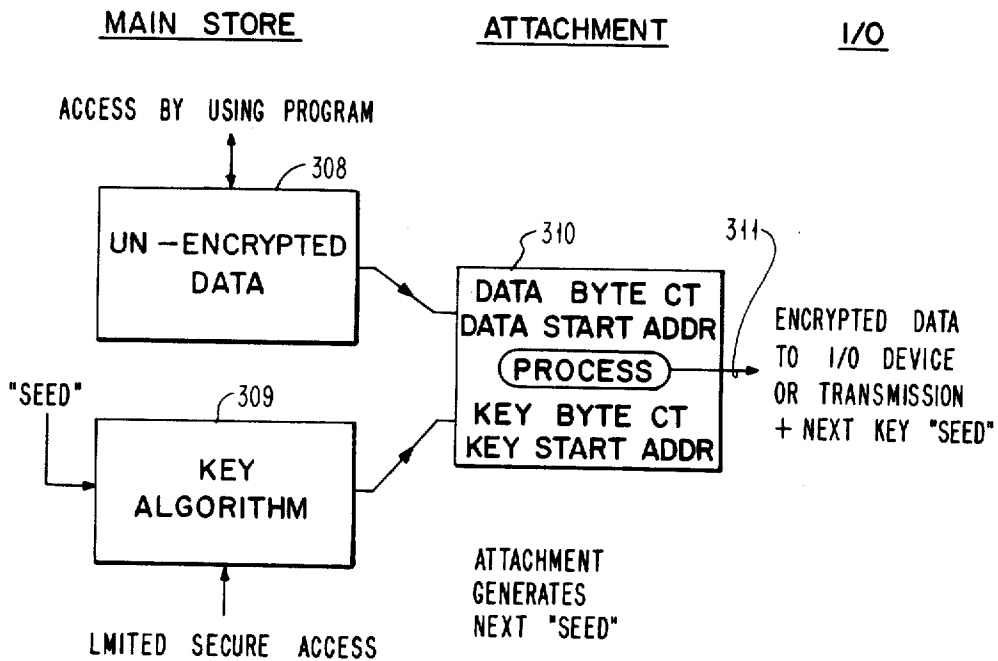 MAIN STORE
ATTACHMENT
I/O
ACCESS BY USING PROGRAM
308
UN-ENCRYPTED
DATA
310
311
DATA BYTE CT
DATA START ADDR
PROCESS
KEY BYTE CT
KEY START ADDR
ENCRYPTED DATA
TO I/O DEVICE
OR TRANSMISSION
+ NEXT KEY "SEED"
"SEED"
309
KEY
ALGORITHM
ATTACHMENT
GENERATES
NEXT "SEED"
LMITED SECURE ACCESS